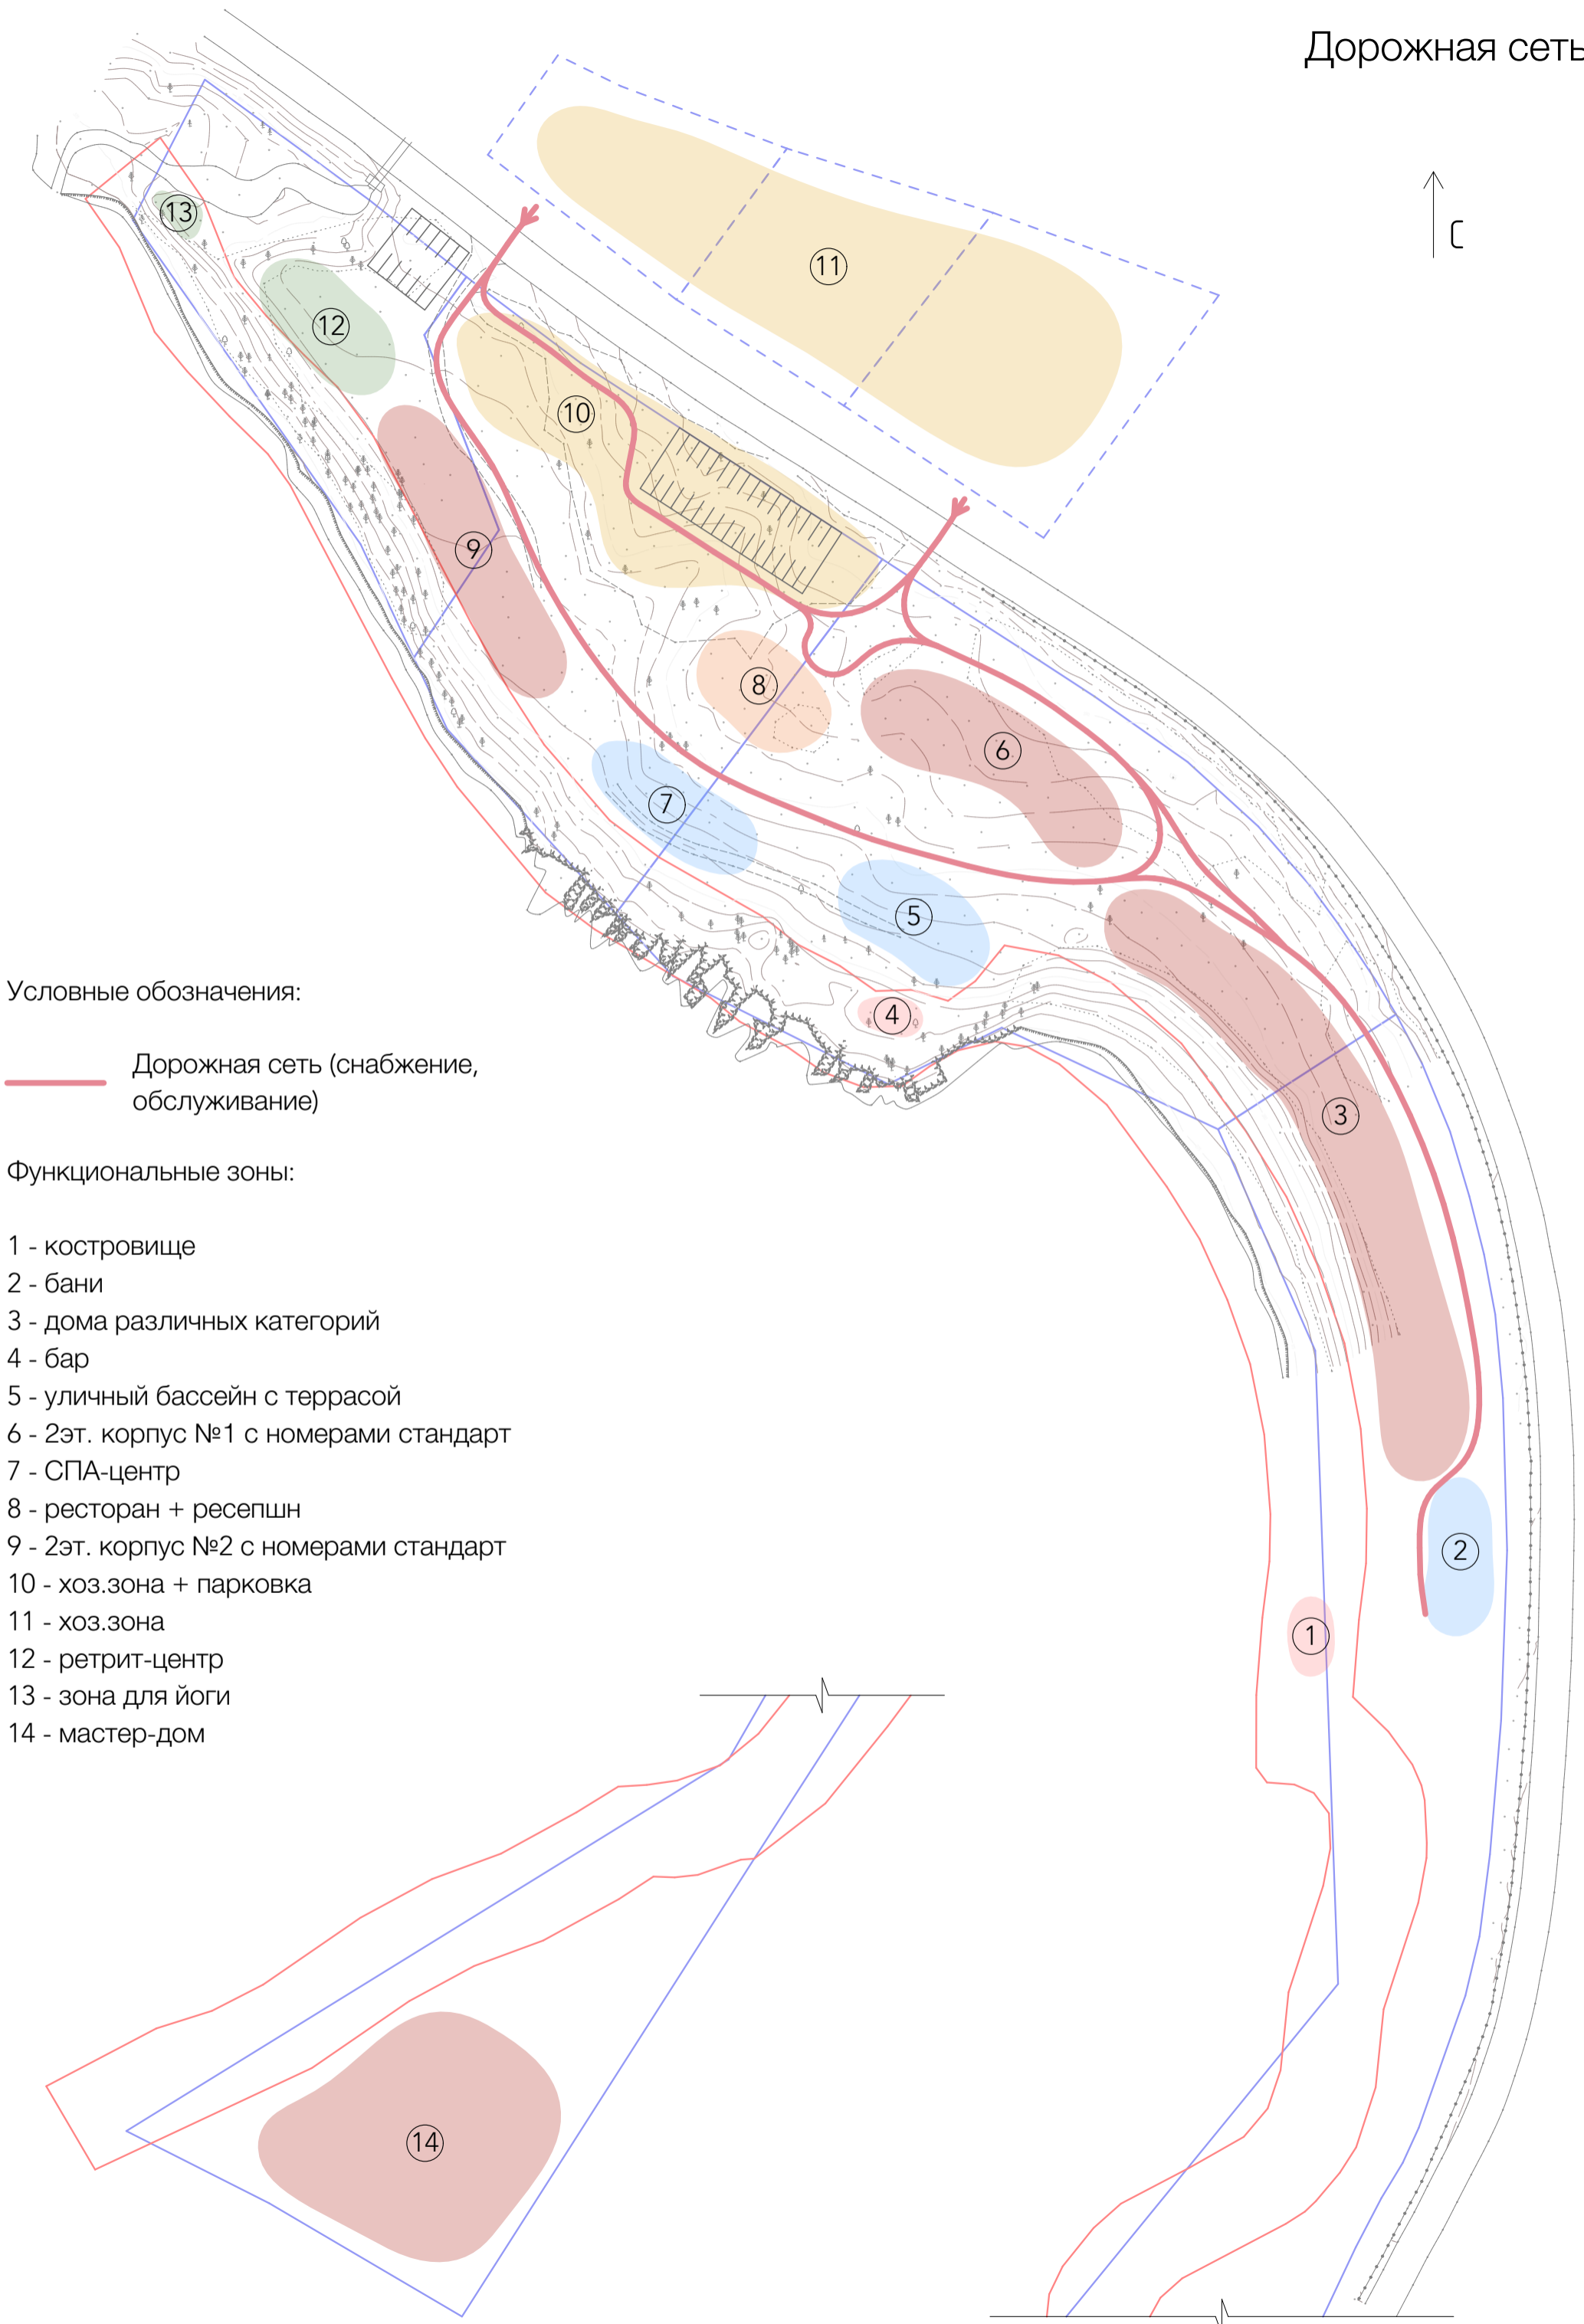 Дорожная сеть
С
13
11
12
10
9
8
6
7
5
4
3
2
1
14
Условные обозначения:
Дорожная сеть (снабжение,
обслуживание)
Функциональные зоны:
1 - костровище
2 - бани
3 - дома различных категорий
4 - бар
5 - уличный бассейн с террасой
6 - 2эт. корпус №1 с номерами стандарт
7 - СПА-центр
8 - ресторан + ресепшн
9 - 2эт. корпус №2 с номерами стандарт
10 - хоз.зона + парковка
11 - хоз.зона
12 - ретрит-центр
13 - зона для йоги
14 - мастер-дом